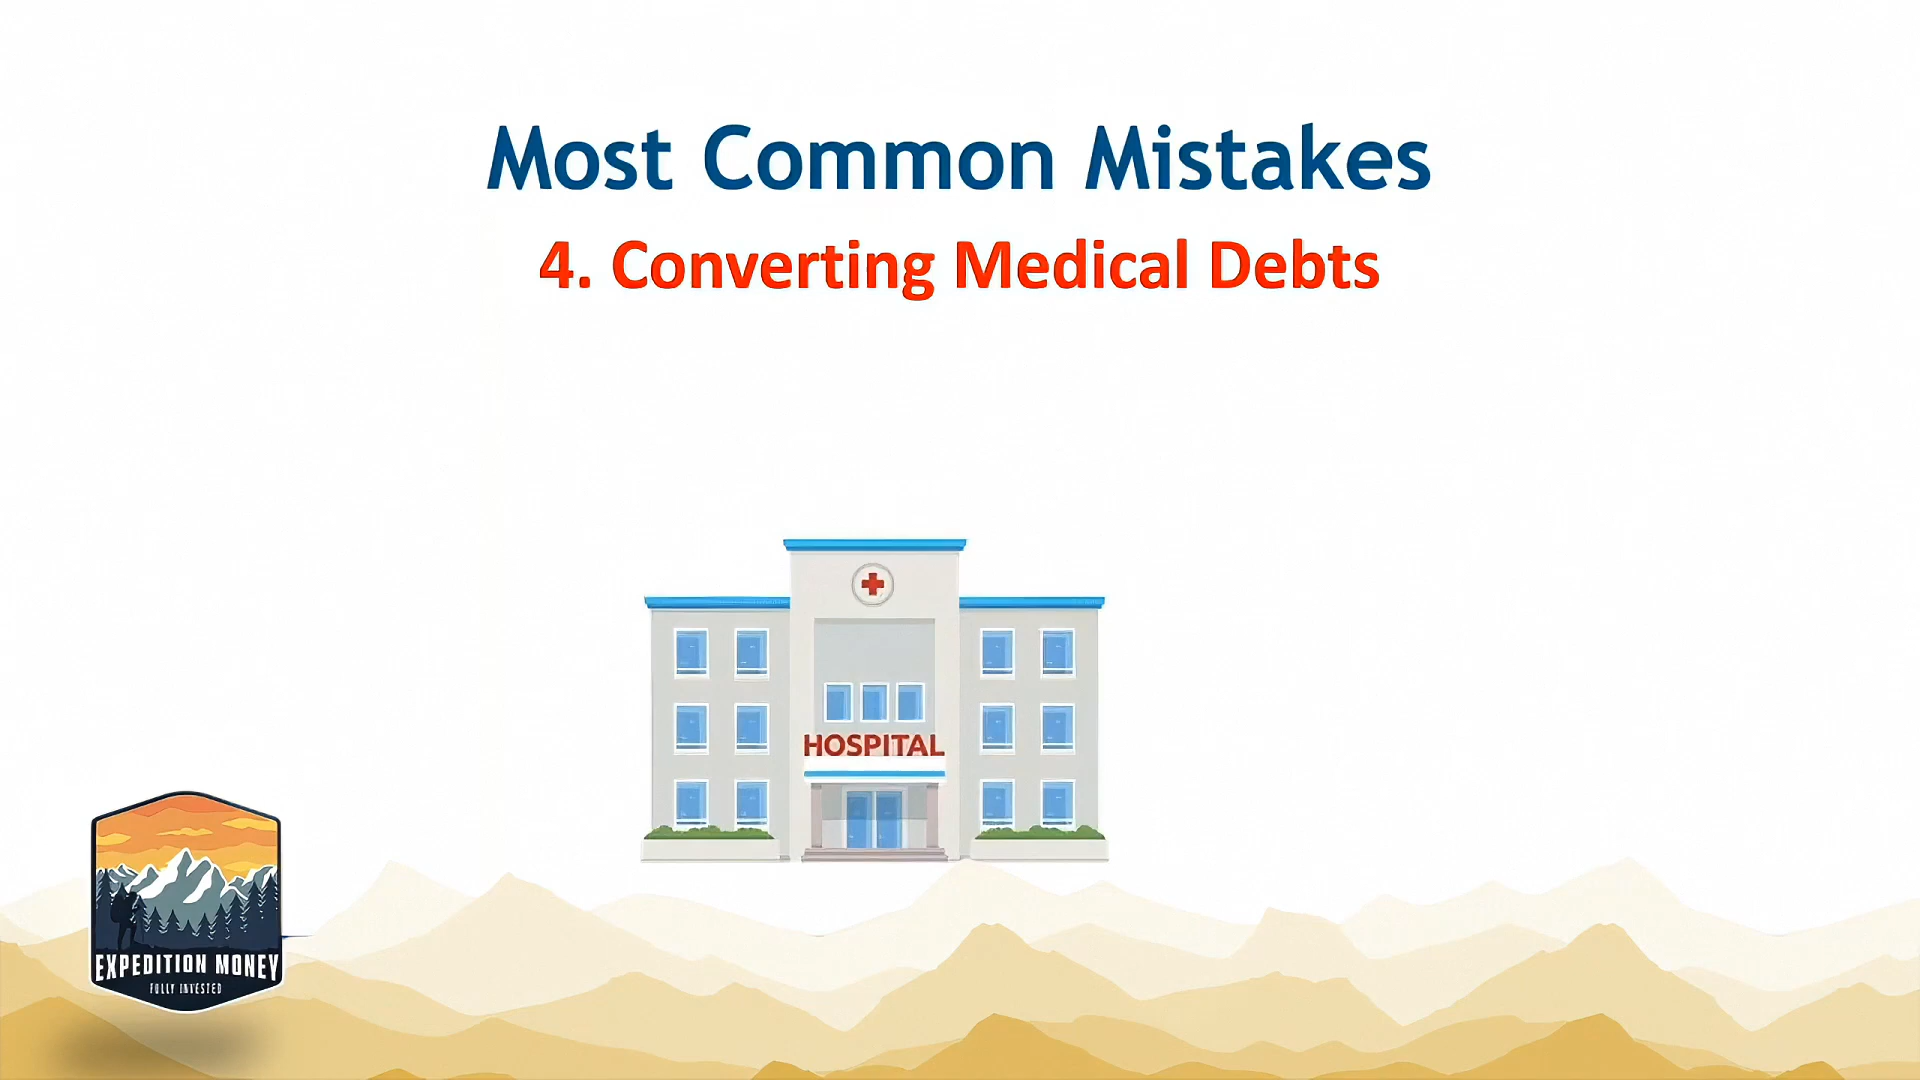 Most Common Mistakes
4. Converting Medical Debts
HOSPITAL
EXPEDITION MONEY
FULLY INVESTED